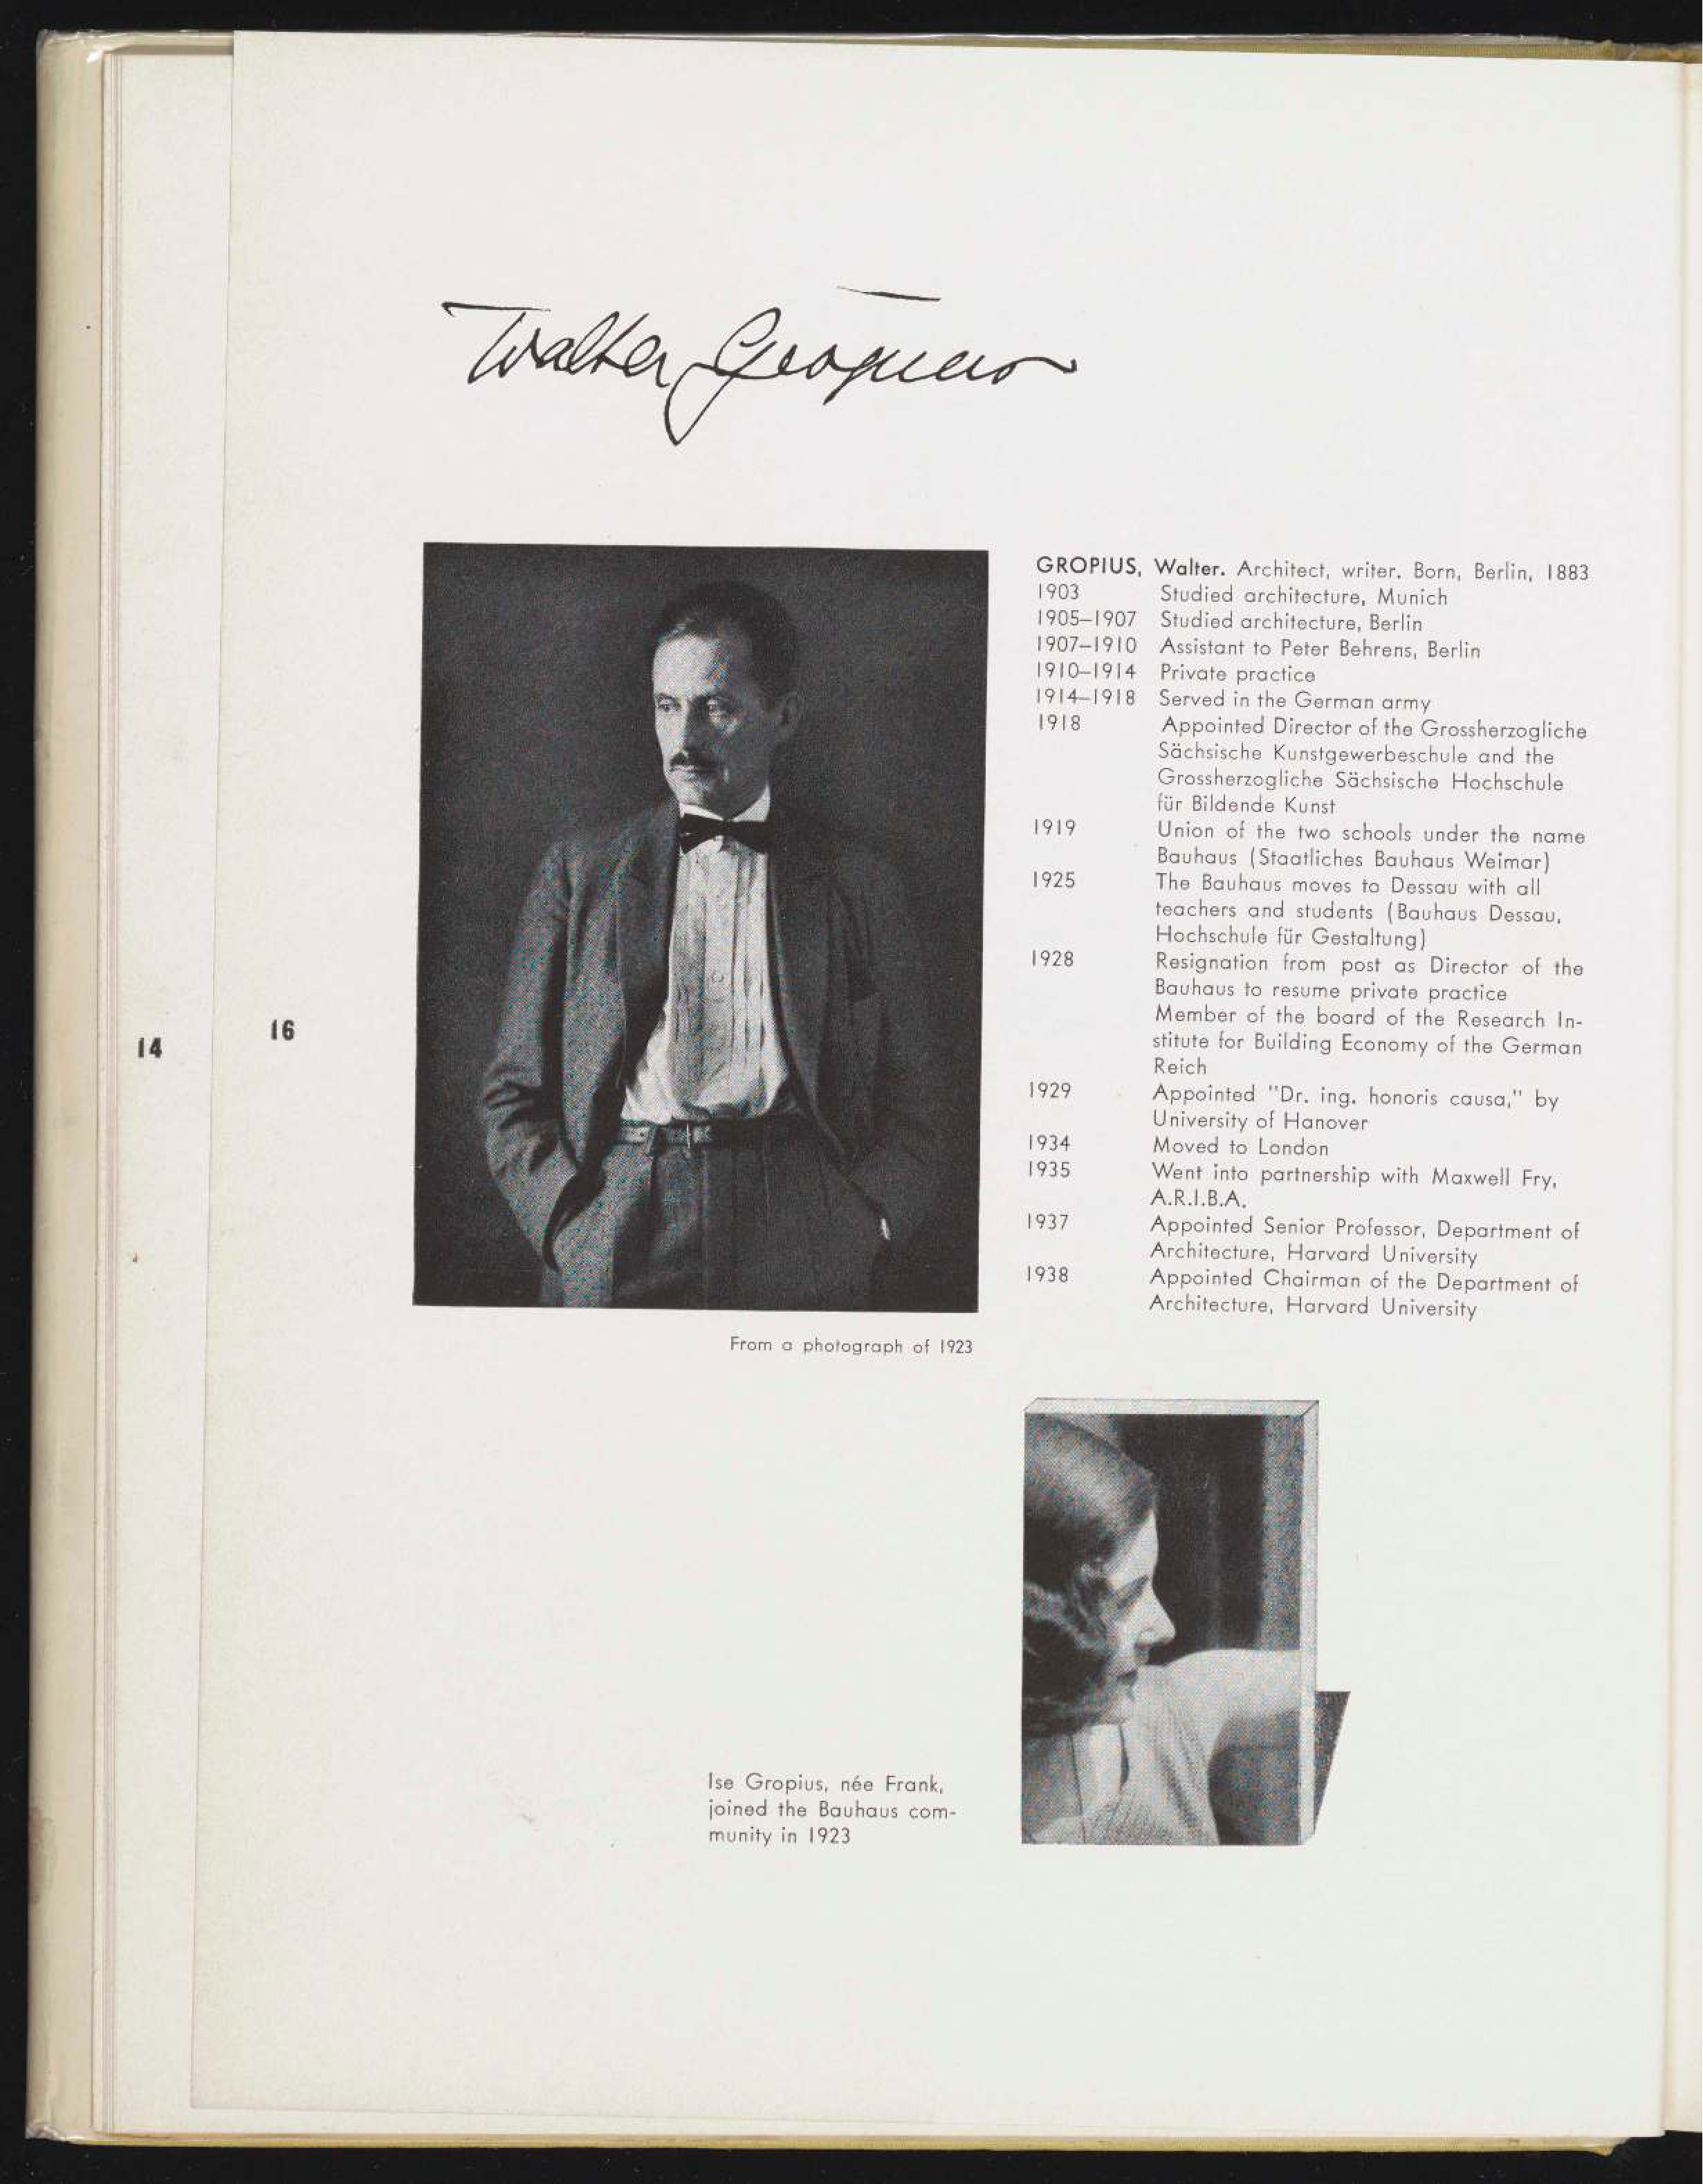 Walter Gropius
GROPIUS, Walter. Architect, writer. Born, Berlin, 1883
1903 Studied architecture, Munich
1905–1907 Studied architecture, Berlin
1907–1910 Assistant to Peter Behrens, Berlin
1910–1914 Private practice
1914–1918 Served in the German army
1918 Appointed Director of the Grossherzogliche
Sächsische Kunstgewerbeschule and the
Grossherzogliche Sächsische Hochschule
für Bildende Kunst
1919 Union of the two schools under the name
Bauhaus (Staatliches Bauhaus Weimar)
1925 The Bauhaus moves to Dessau with all
teachers and students (Bauhaus Dessau,
Hochschule für Gestaltung)
1928 Resignation from post as Director of the
Bauhaus to resume private practice
Member of the board of the Research In-
stitute for Building Economy of the German
Reich
1929 Appointed "Dr. ing. honoris causa," by
University of Hanover
1934 Moved to London
1935 Went into partnership with Maxwell Fry,
A.R.I.B.A.
1937 Appointed Senior Professor, Department of
Architecture, Harvard University
1938 Appointed Chairman of the Department of
Architecture, Harvard University
14
16
From a photograph of 1923
Ise Gropius, née Frank,
joined the Bauhaus com-
munity in 1923